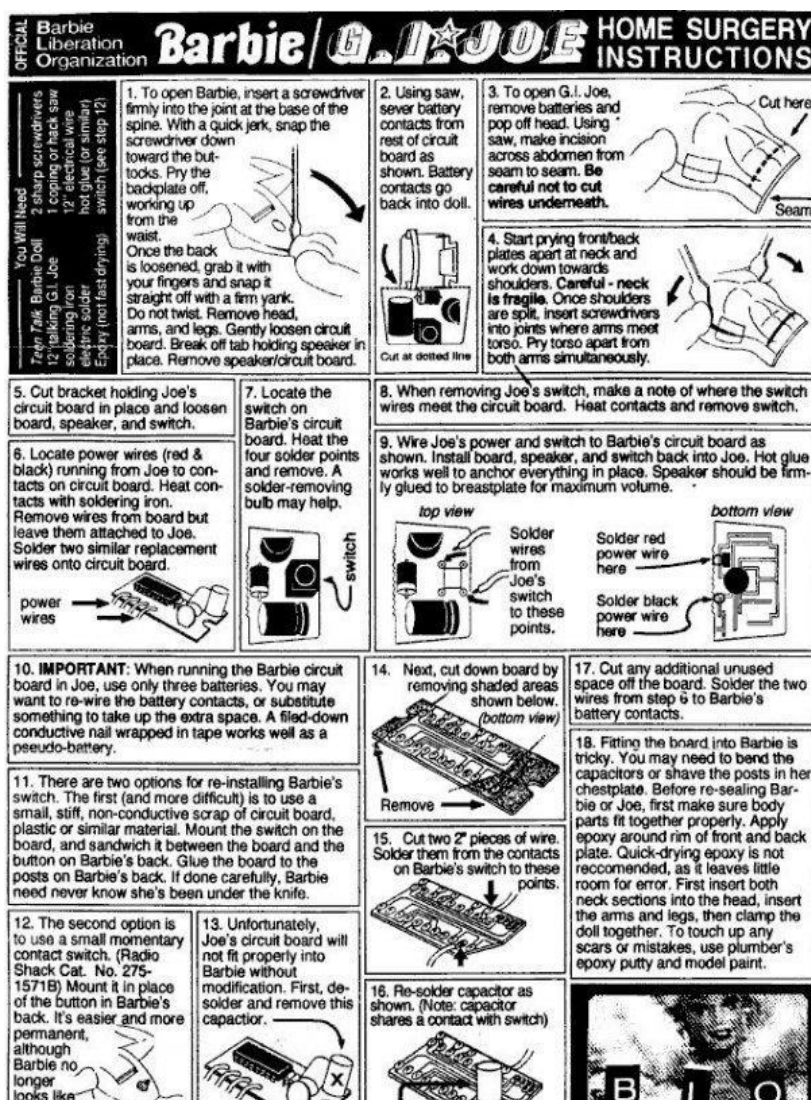 OFFICIAL
Barbie
Liberation
Organization
Barbie/G.I.JOE
HOME SURGERY
INSTRUCTIONS
You Will Need
Teen Talk Barbie Doll
12" talking G.I. Joe
soldering iron
electric solder
Epoxy (not fast drying)
2 sharp screwdrivers
1 coping or hack saw
12" electrical wire
hot glue (or similar)
switch (see step 12)
1. To open Barbie, insert a screwdriver
firmly into the joint at the base of the
spine. With a quick jerk, snap the
screwdriver down
toward the but-
tocks. Pry the
backplate off,
working up
from the
waist.
Once the back
is loosened, grab it with
your fingers and snap it
straight off with a firm yank.
Do not twist. Remove head,
arms, and legs. Gently loosen circuit
board. Break off tab holding speaker in
place. Remove speaker/circuit board.
2. Using saw,
sever battery
contacts from
rest of circuit
board as
shown. Battery
contacts go
back into doll.
Cut at dotted line
3. To open G.I. Joe,
remove batteries and
pop off head. Using
saw, make incision
across abdomen from
seam to seam. Be
careful not to cut
wires underneath.
Cut here
Seam
4. Start prying front/back
plates apart at neck and
work down towards
shoulders. Careful - neck
is fragile. Once shoulders
are split, insert screwdrivers
into joints where arms meet
torso. Pry torso apart from
both arms simultaneously.
5. Cut bracket holding Joe's
circuit board in place and loosen
board, speaker, and switch.
6. Locate power wires (red &
black) running from Joe to con-
tacts on circuit board. Heat con-
tacts with soldering iron.
Remove wires from board but
leave them attached to Joe.
Solder two similar replacement
wires onto circuit board.
power
wires
7. Locate the
switch on
Barbie's circuit
board. Heat the
four solder points
and remove. A
solder-removing
bulb may help.
switch
8. When removing Joe's switch, make a note of where the switch
wires meet the circuit board. Heat contacts and remove switch.
9. Wire Joe's power and switch to Barbie's circuit board as
shown. Install board, speaker, and switch back into Joe. Hot glue
works well to anchor everything in place. Speaker should be firm-
ly glued to breastplate for maximum volume.
top view
Solder
wires
from
Joe's
switch
to these
points.
bottom view
Solder red
power wire
here
Solder black
power wire
here
10. IMPORTANT: When running the Barbie circuit
board in Joe, use only three batteries. You may
want to re-wire the battery contacts, or substitute
something to take up the extra space. A filed-down
conductive nail wrapped in tape works well as a
pseudo-battery.
11. There are two options for re-installing Barbie's
switch. The first (and more difficult) is to use a
small, stiff, non-conductive scrap of circuit board,
plastic or similar material. Mount the switch on the
board, and sandwich it between the board and the
button on Barbie's back. Glue the board to the
posts on Barbie's back. If done carefully, Barbie
need never know she's been under the knife.
12. The second option is
to use a small momentary
contact switch. (Radio
Shack Cat. No. 275-
1571B) Mount it in place
of the button in Barbie's
back. It's easier and more
permanent,
although
Barbie no
longer
looks like
13. Unfortunately,
Joe's circuit board will
not fit properly into
Barbie without
modification. First, de-
solder and remove this
capactior.
X
14. Next, cut down board by
removing shaded areas
shown below.
(bottom view)
Remove
15. Cut two 2" pieces of wire.
Solder them from the contacts
on Barbie's switch to these
points.
16. Re-solder capacitor as
shown. (Note: capacitor
shares a contact with switch)
17. Cut any additional unused
space off the board. Solder the two
wires from step 6 to Barbie's
battery contacts.
18. Fitting the board into Barbie is
tricky. You may need to bend the
capacitors or shave the posts in her
chestplate. Before re-sealing Bar-
bie or Joe, first make sure body
parts fit together properly. Apply
epoxy around rim of front and back
plate. Quick-drying epoxy is not
reccomended, as it leaves little
room for error. First insert both
neck sections into the head, insert
the arms and legs, then clamp the
doll together. To touch up any
scars or mistakes, use plumber's
epoxy putty and model paint.
B L O